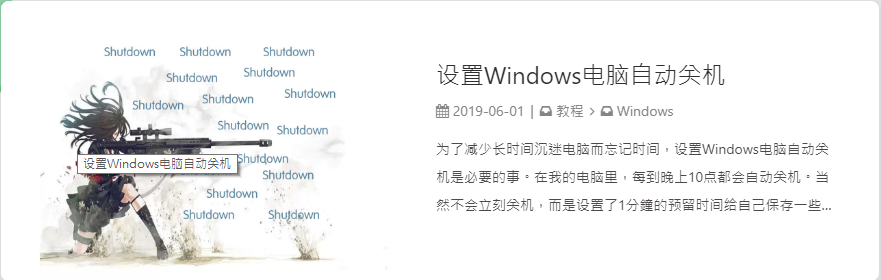 Shutdown Shutdown Shutdown
Shutdown Shutdown
Shutdown Shutdown Shutdown
Shutdown Shutdown
Shutdown
Shutdown Shutdown
Shutdown Shutdown
设置Windows电脑自动关机
设置Windows电脑自动关机
2019-06-01 | 教程 > Windows
为了减少长时间沉迷电脑而忘记时间，设置Windows电脑自动关
机是必要的事。在我的电脑里，每到晚上10点都会自动关机。当
然不会立刻关机，而是设置了1分鐘的预留时间给自己保存一些...